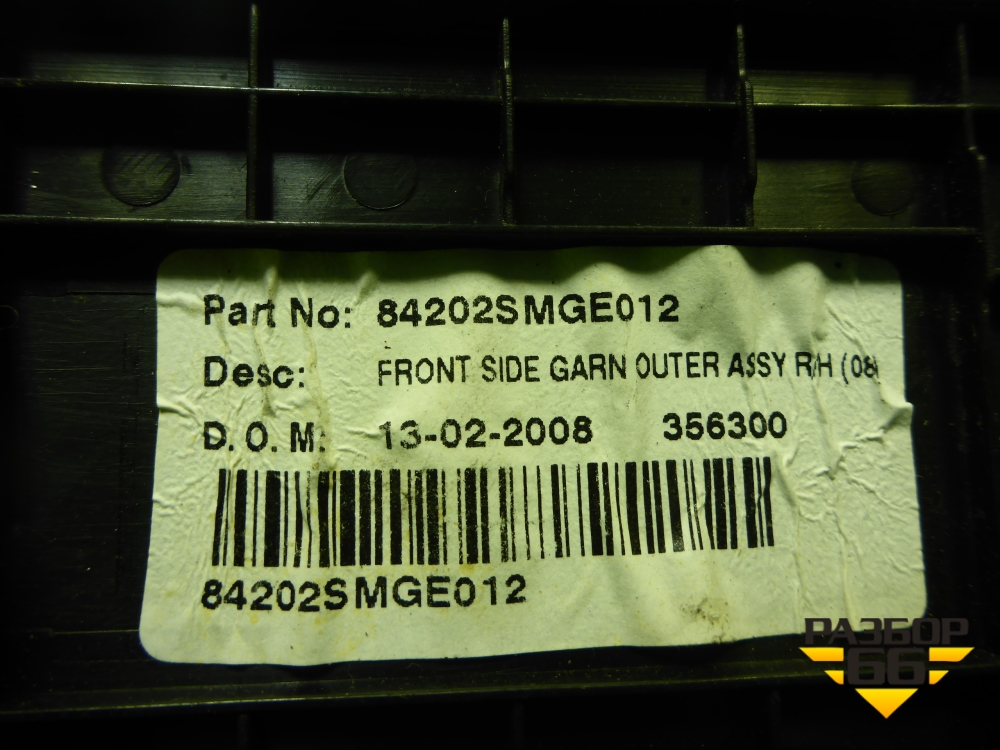 Part No: 84202SMGE012
Desc: FRONT SIDE GARN OUTER ASSY R/H (08
D.O.M: 13-02-2008 356300
84202SMGE012
РАЗБОР
66